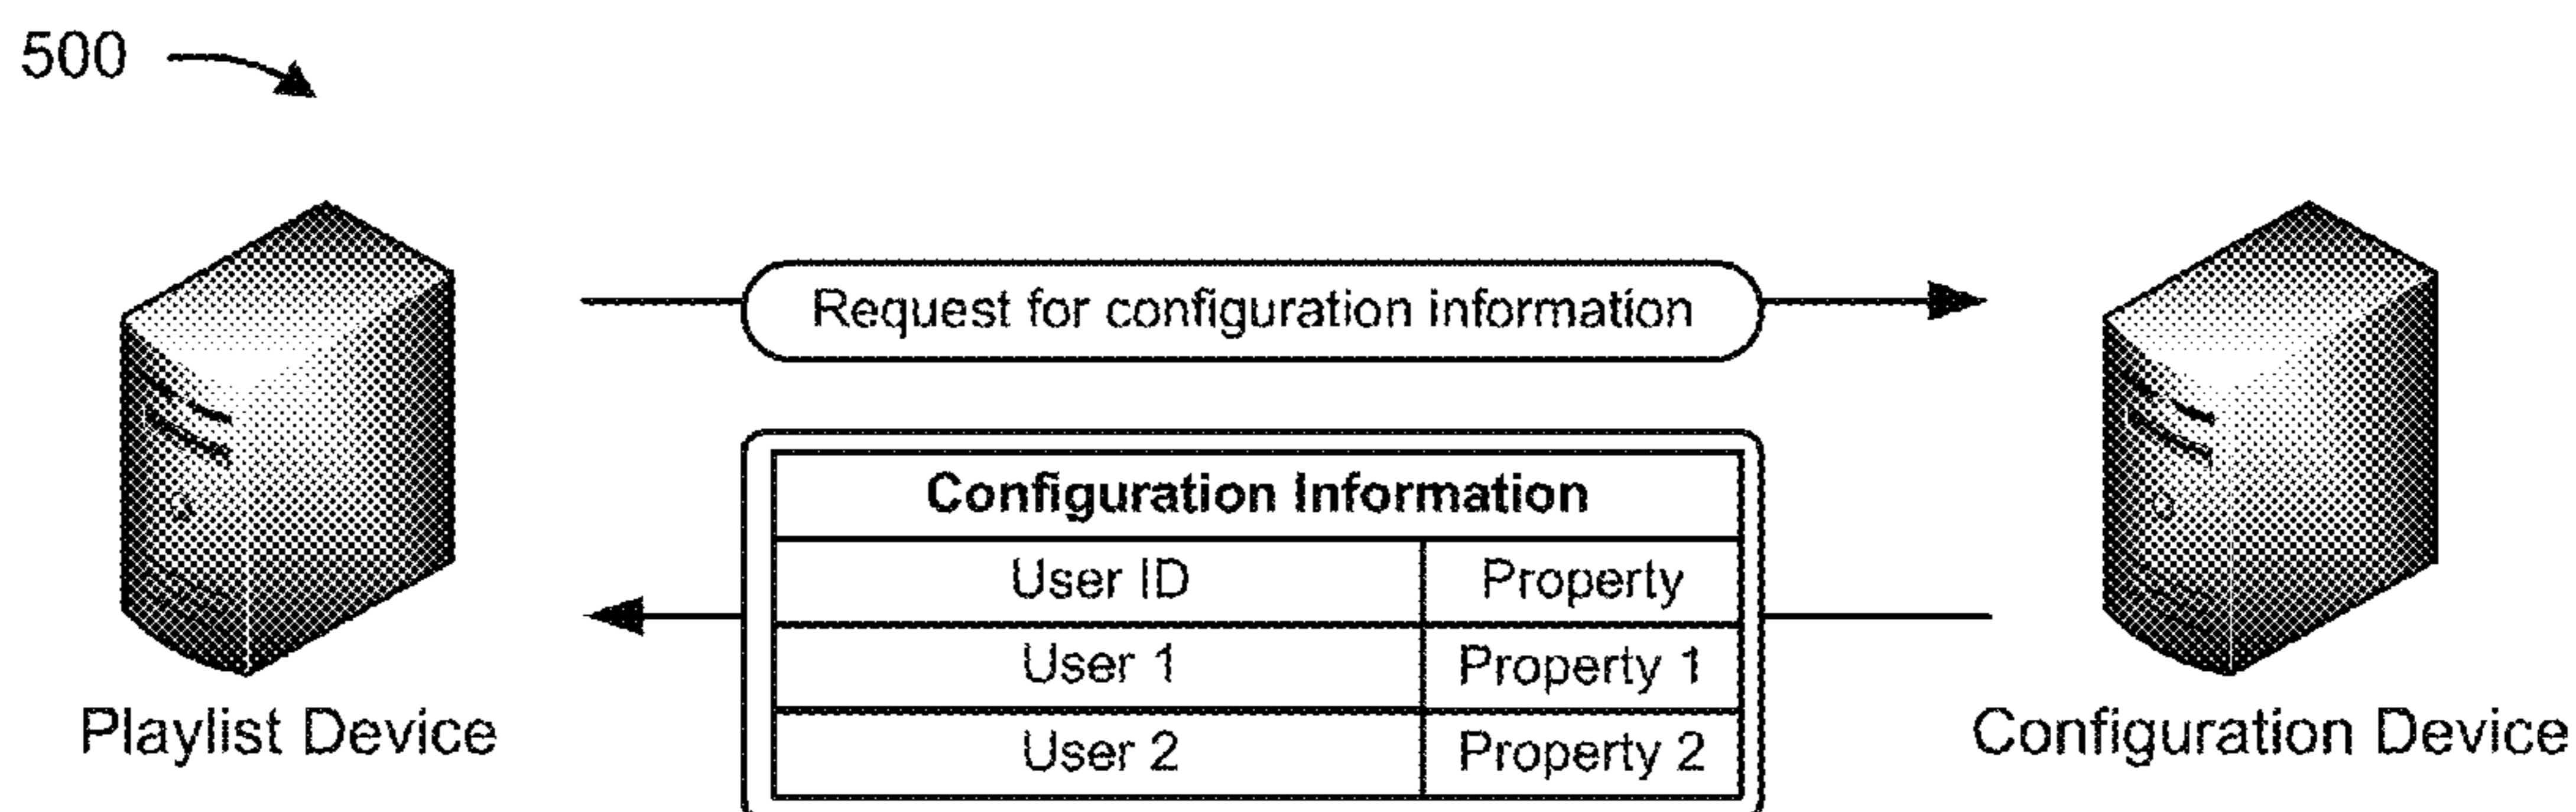 500
Request for configuration information
Configuration Information
User ID Property
User 1 Property 1
User 2 Property 2
Playlist Device
Configuration Device